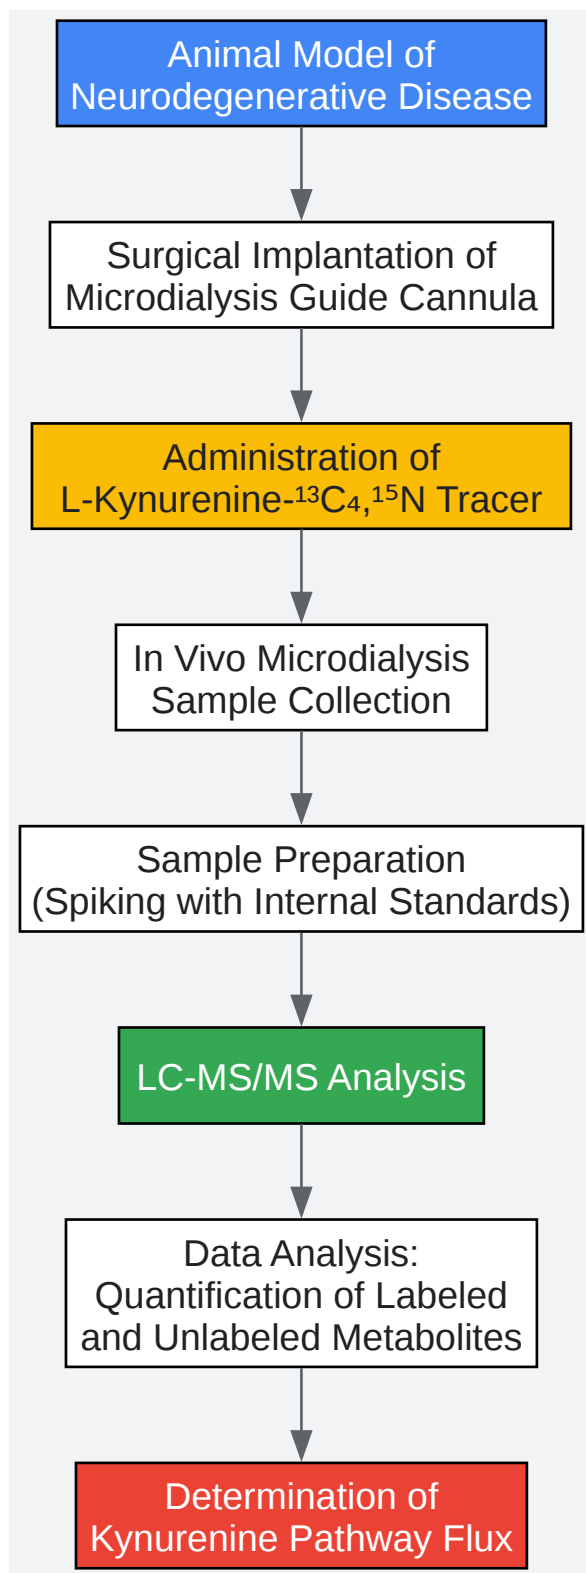 Animal Model of
Neurodegenerative Disease
Surgical Implantation of
Microdialysis Guide Cannula
Administration of
L-Kynurenine-¹³C₄,¹⁵N Tracer
In Vivo Microdialysis
Sample Collection
Sample Preparation
(Spiking with Internal Standards)
LC-MS/MS Analysis
Data Analysis:
Quantification of Labeled
and Unlabeled Metabolites
Determination of
Kynurenine Pathway Flux